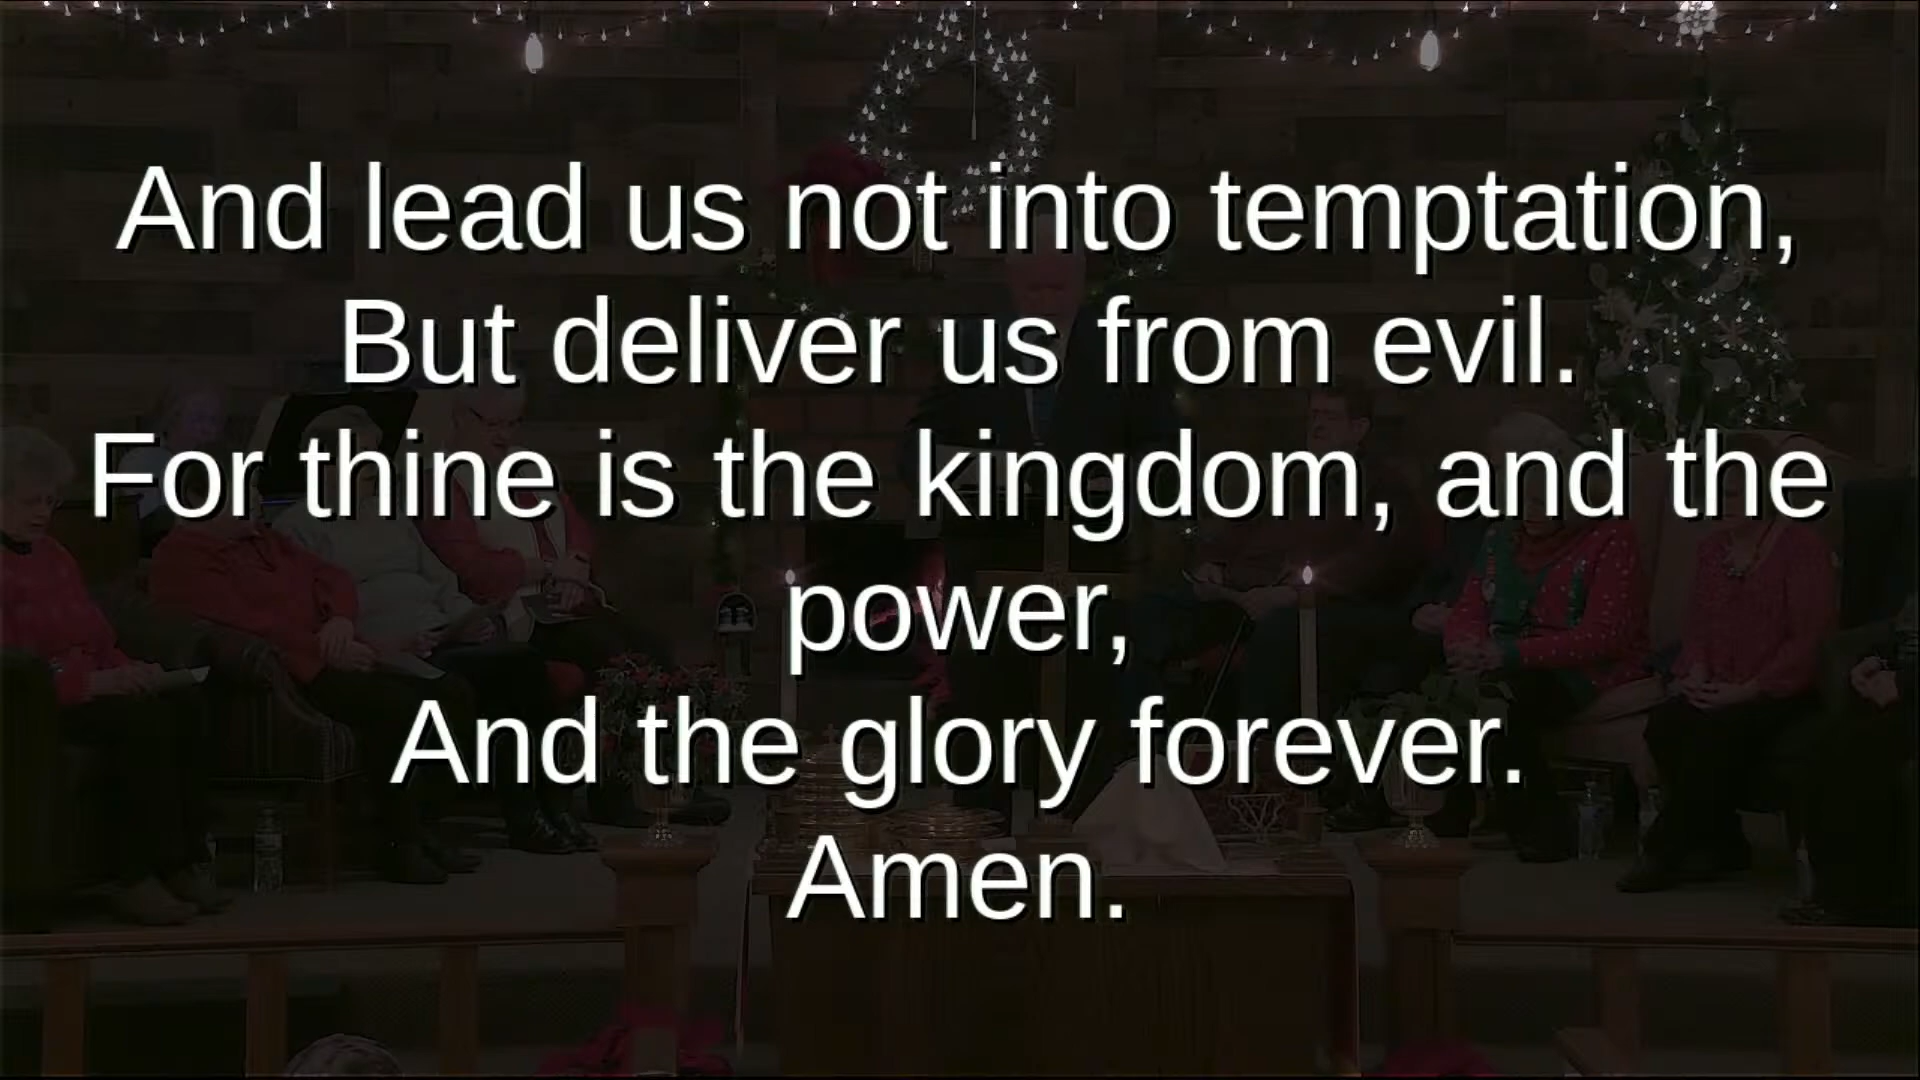 And lead us not into temptation,
But deliver us from evil.
For thine is the kingdom, and the
power,
And the glory forever.
Amen.